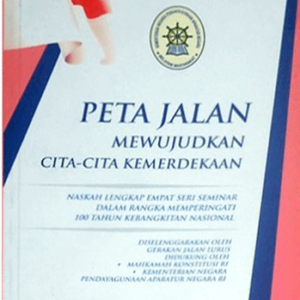 PETA JALAN
MEWUJUDKAN
CITA-CITA KEMERDEKAAN
NASKAH LENGKAP EMPAT SERI SEMINAR
DALAM RANGKA MEMPERINGATI
100 TAHUN KEBANGKITAN NASIONAL
DISELENGGARAKAN OLEH
GERAKAN JALAN LURUS
DIDUKUNG OLEH
• MAHKAMAH KONSTITUSI RI
• KEMENTERIAN NEGARA
PENDAYAGUNAAN APARATUR NEGARA RI